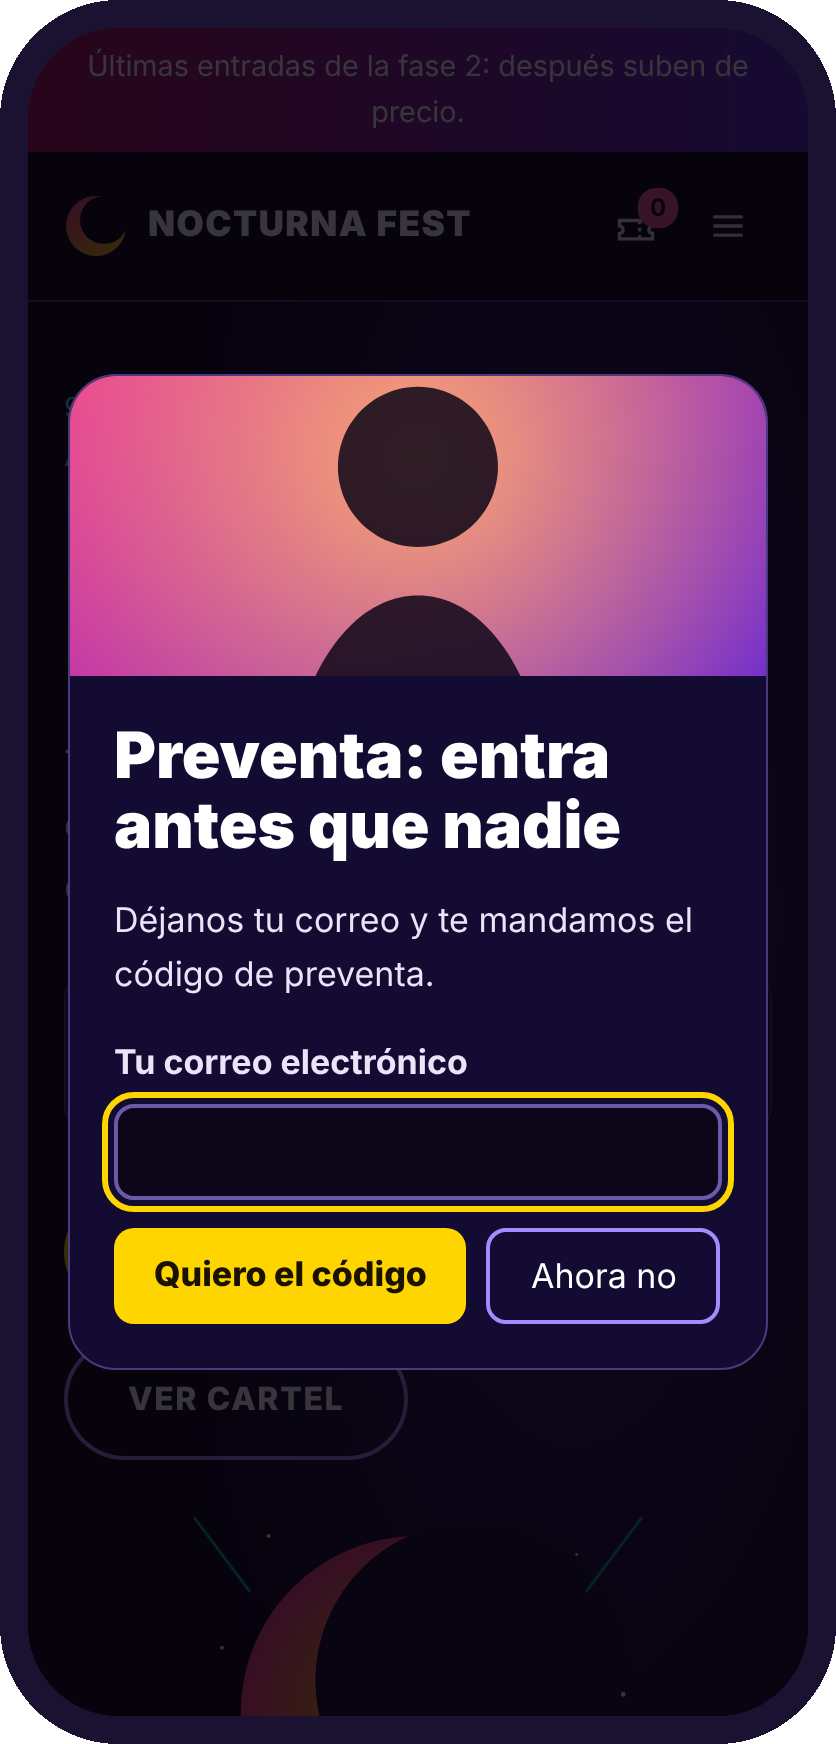 Últimas entradas de la fase 2: después suben de
precio.
NOCTURNA FEST
0
Preventa: entra
antes que nadie
Déjanos tu correo y te mandamos el
código de preventa.
Tu correo electrónico
Quiero el código
Ahora no
VER CARTEL